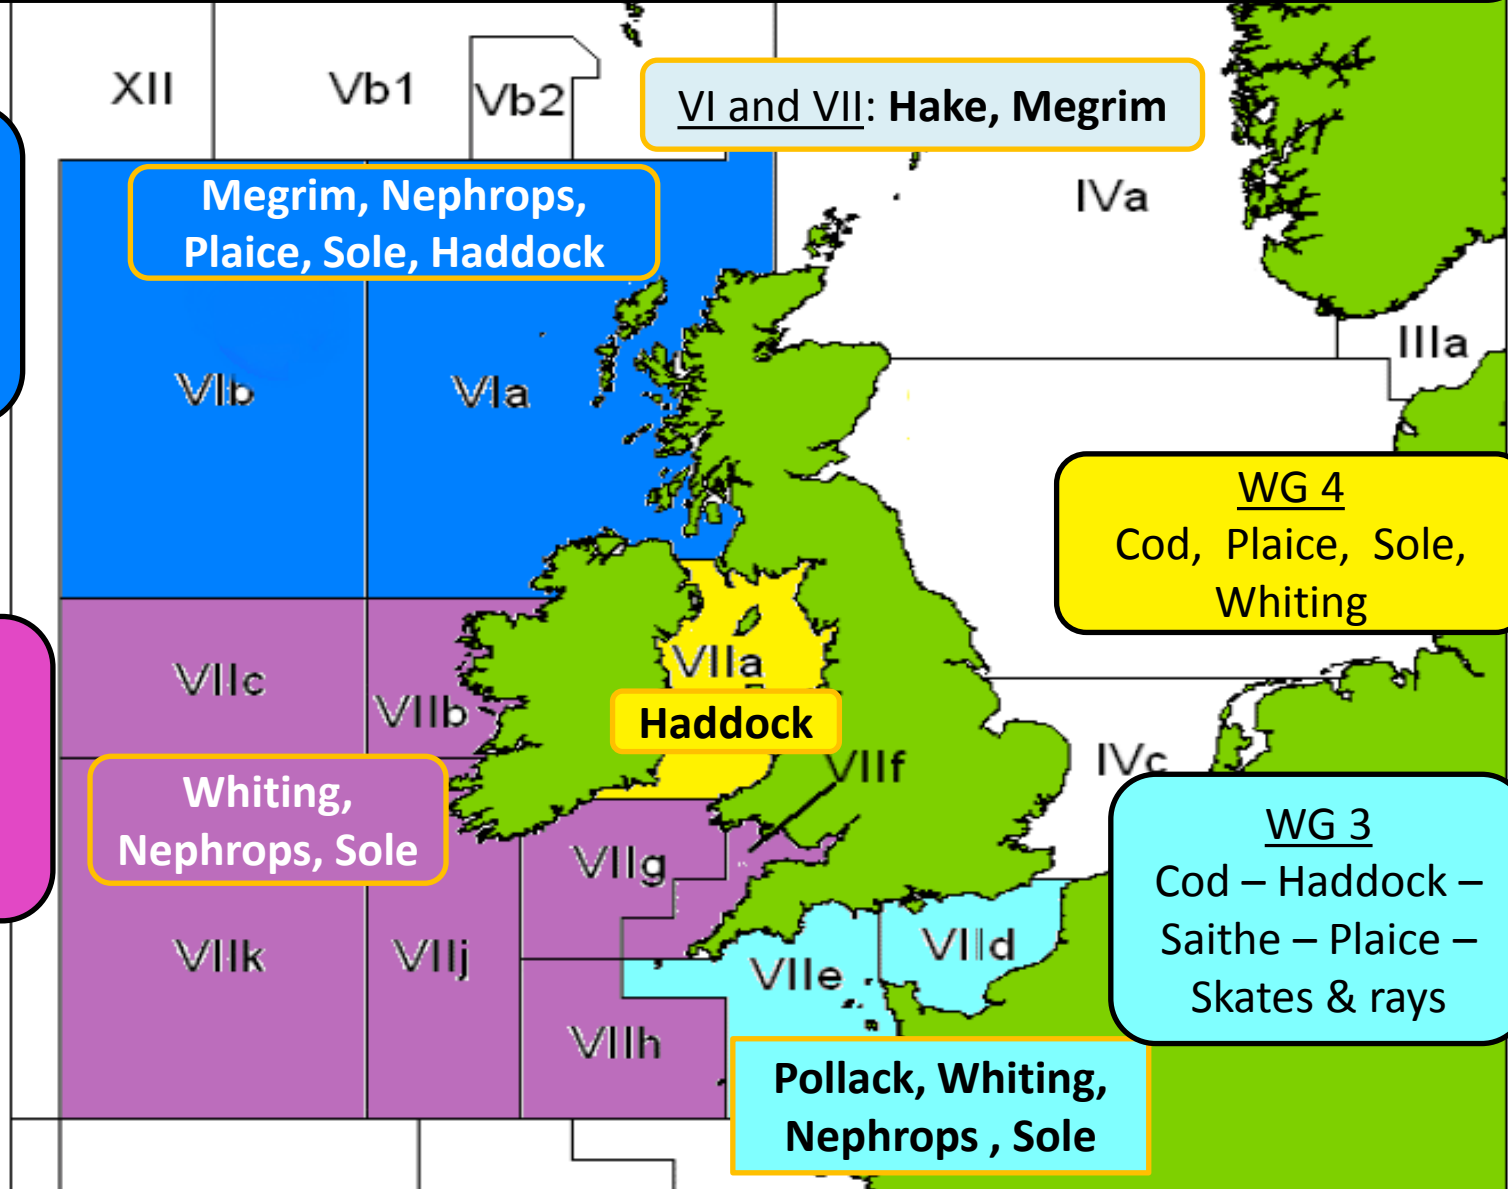 XII
Vb1
Vb2
VI and VII: Hake, Megrim
Megrim, Nephrops,
Plaice, Sole, Haddock
IVa
IIIa
VIb
VIa
WG 4
Cod, Plaice, Sole,
Whiting
VIIc
VIIb
VIIa
Haddock
VIIf
IVc
Whiting,
Nephrops, Sole
WG 3
Cod – Haddock –
Saithe – Plaice –
Skates & rays
VIIg
VIIk
VIIj
VIIe
VIId
VIIh
Pollack, Whiting,
Nephrops , Sole